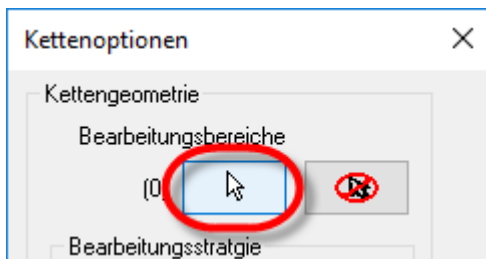 Kettenoptionen
Kettengeometrie
Bearbeitungsbereiche
(0)
Bearbeitungsstratgie